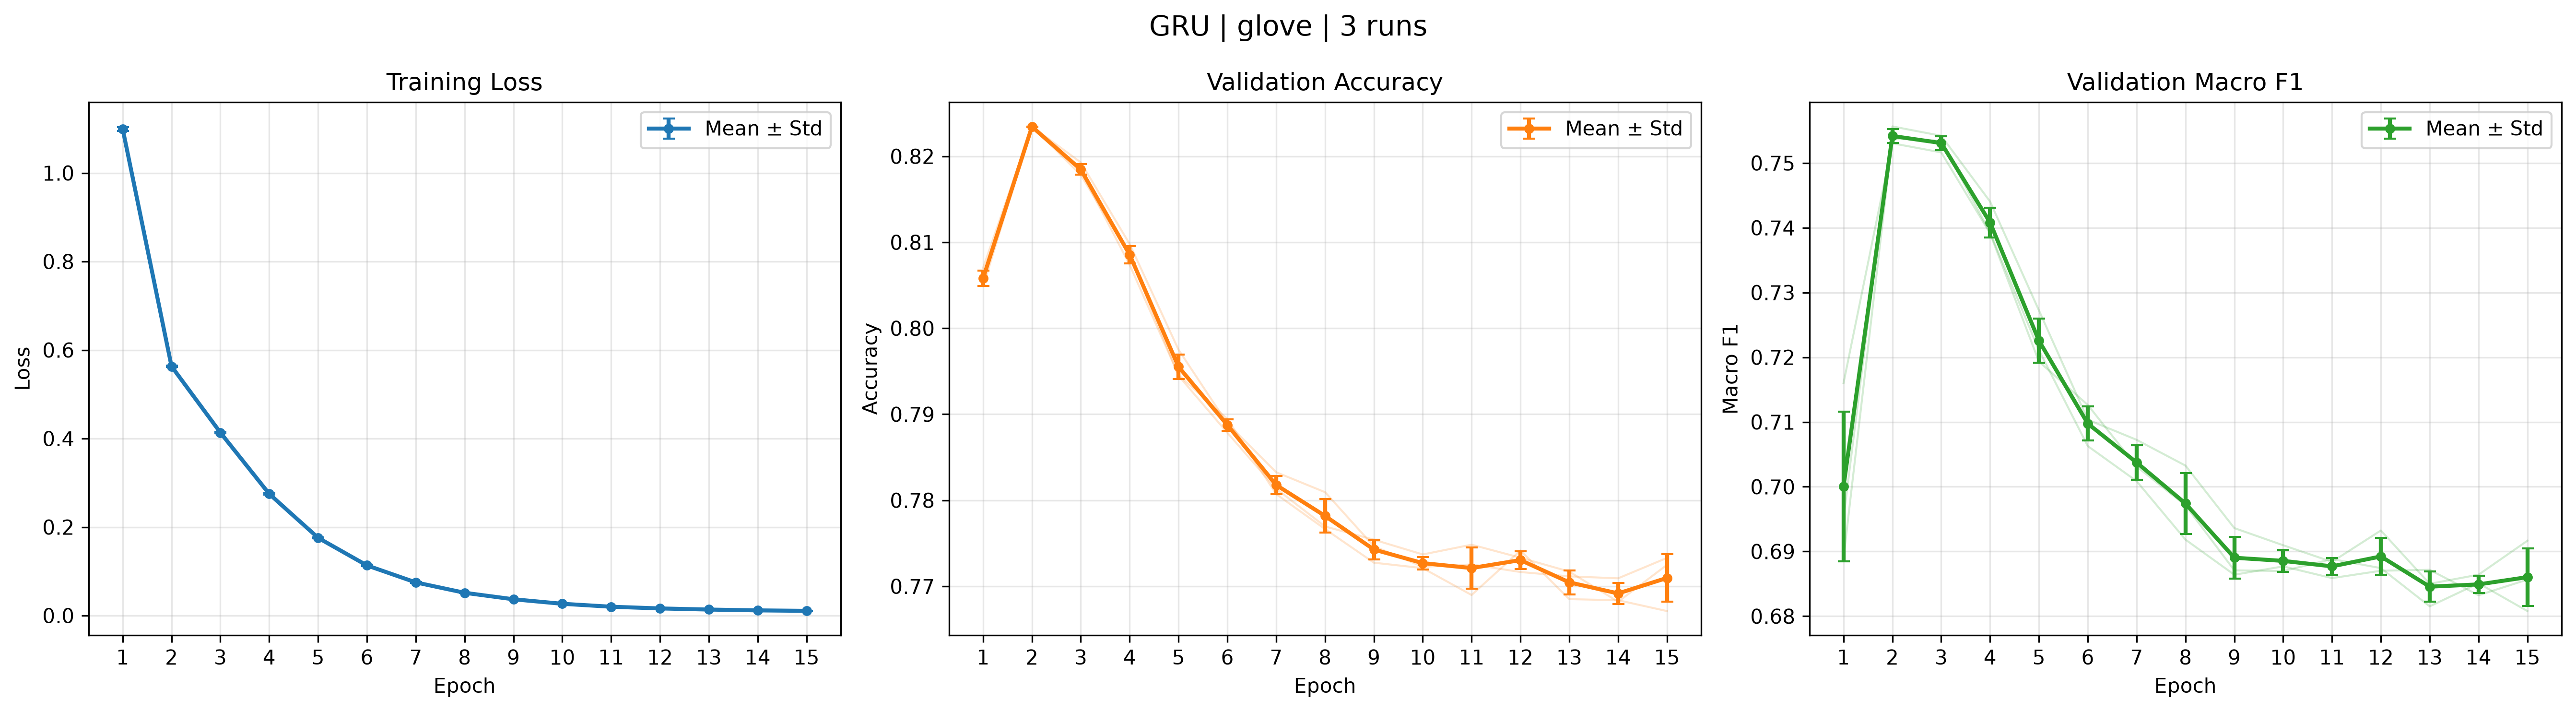 GRU | glove | 3 runs
Training Loss
Mean ± Std
Loss
1.0
0.8
0.6
0.4
0.2
0.0
1 2 3 4 5 6 7 8 9 10 11 12 13 14 15
Epoch
Validation Accuracy
Mean ± Std
Accuracy
0.82
0.81
0.80
0.79
0.78
0.77
1 2 3 4 5 6 7 8 9 10 11 12 13 14 15
Epoch
Validation Macro F1
Mean ± Std
Macro F1
0.75
0.74
0.73
0.72
0.71
0.70
0.69
0.68
1 2 3 4 5 6 7 8 9 10 11 12 13 14 15
Epoch